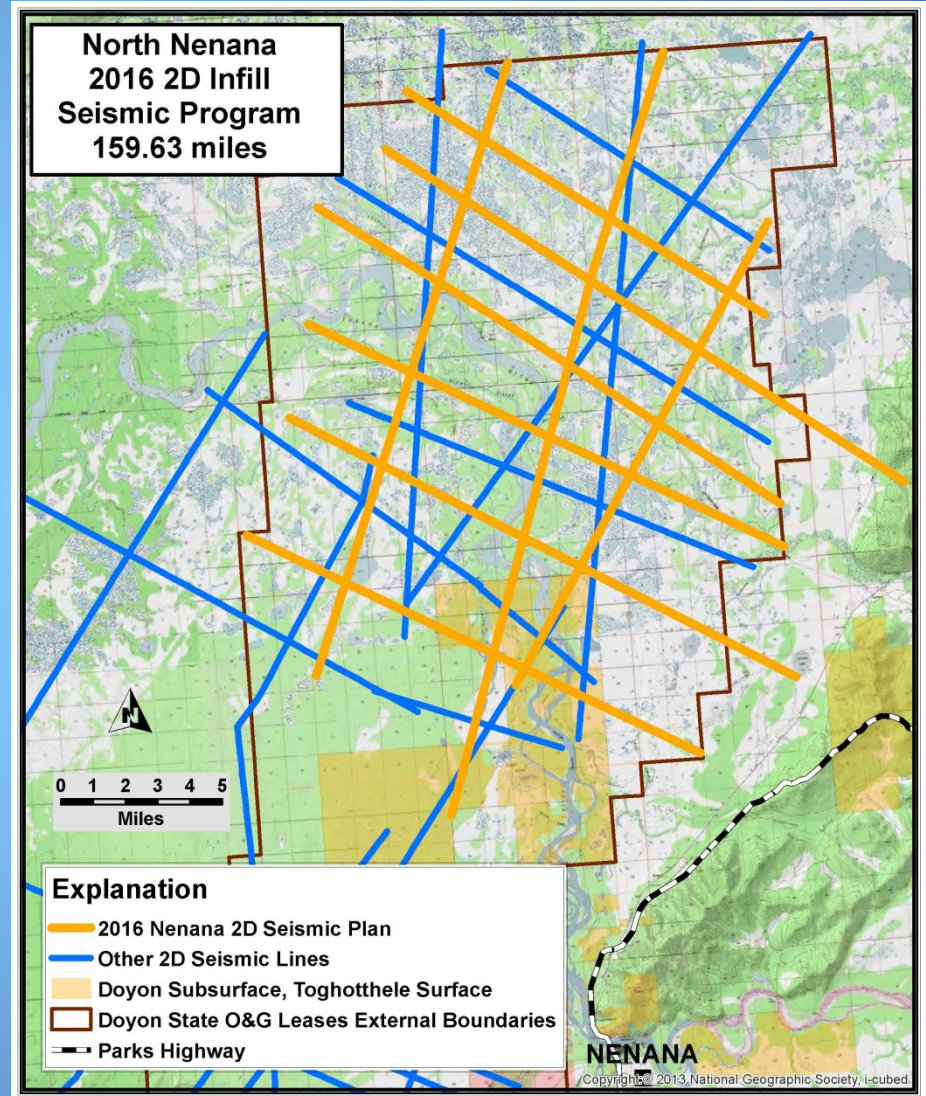 North Nenana
2016 2D Infill
Seismic Program
159.63 miles
N
0 1 2 3 4 5
Miles
Explanation
2016 Nenana 2D Seismic Plan
Other 2D Seismic Lines
Doyon Subsurface, Toghotthele Surface
Doyon State O&G Leases External Boundaries
Parks Highway
NENANA
Copyright:© 2013 National Geographic Society, i-cubed